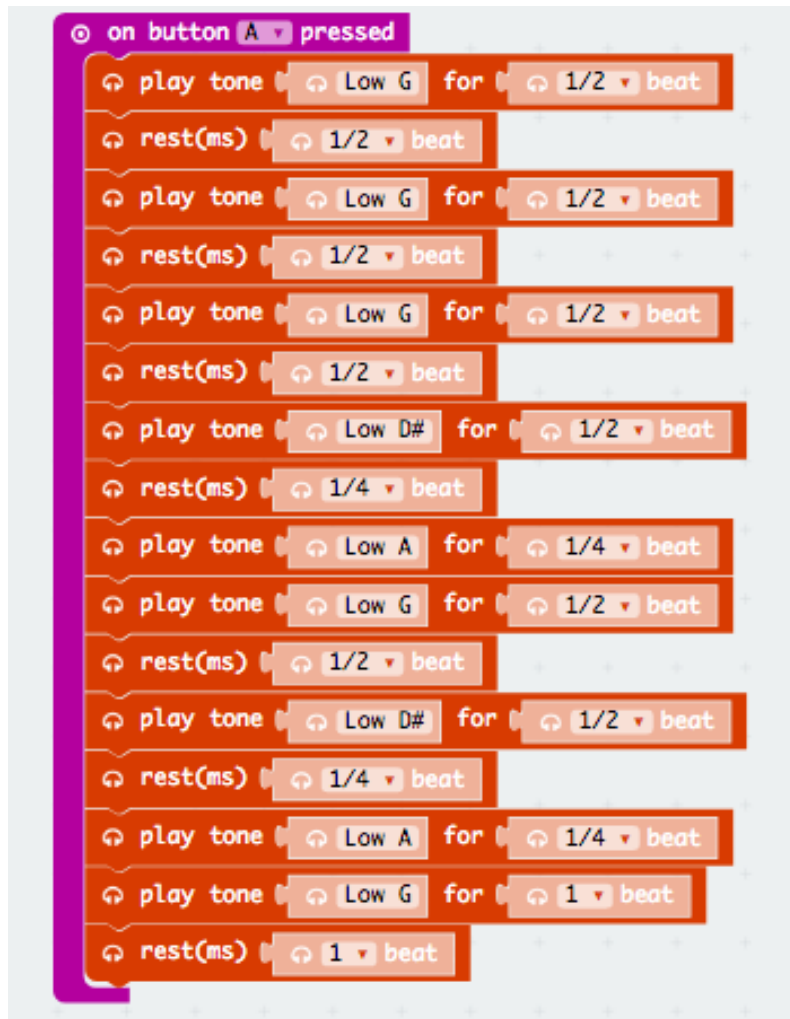 on button A pressed
play tone Low G for 1/2 beat
rest(ms) 1/2 beat
play tone Low G for 1/2 beat
rest(ms) 1/2 beat
play tone Low G for 1/2 beat
rest(ms) 1/2 beat
play tone Low D# for 1/2 beat
rest(ms) 1/4 beat
play tone Low A for 1/4 beat
play tone Low G for 1/2 beat
rest(ms) 1/2 beat
play tone Low D# for 1/2 beat
rest(ms) 1/4 beat
play tone Low A for 1/4 beat
play tone Low G for 1 beat
rest(ms) 1 beat